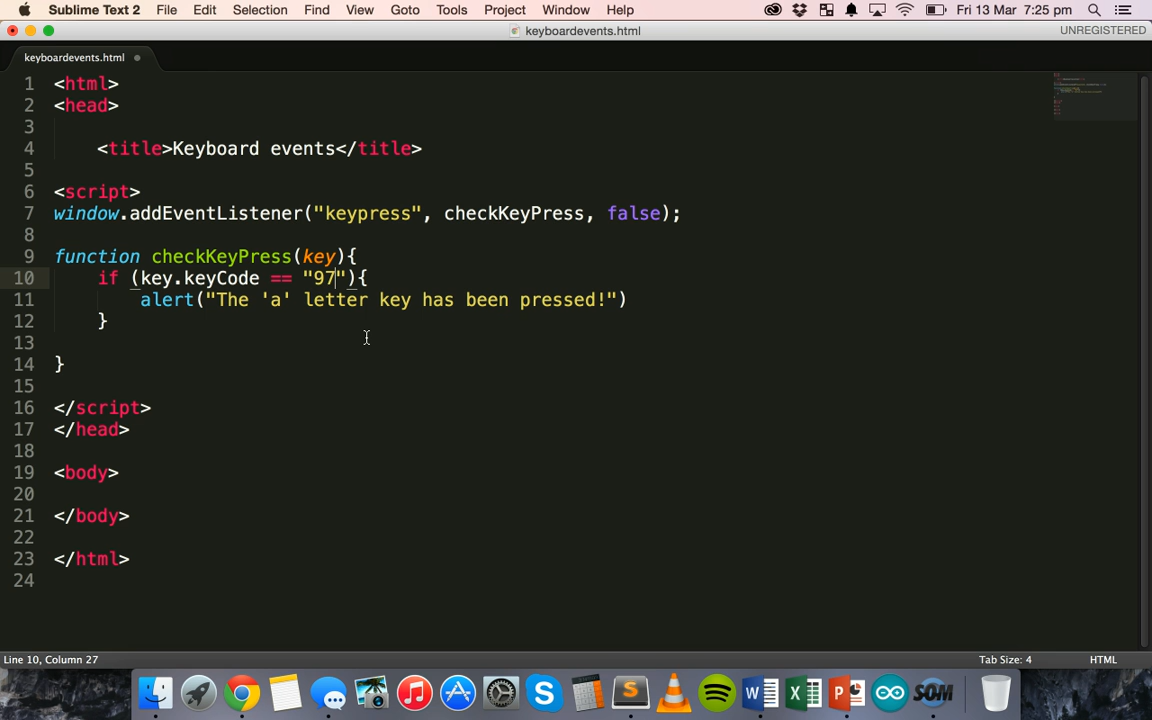 Sublime Text 2 File Edit Selection Find View Goto Tools Project Window Help Fri 13 Mar 7:25 pm
keyboardevents.html UNREGISTERED
keyboardevents.html
1 <html>
2 <head>
3
4 <title>Keyboard events</title>
5
6 <script>
7 window.addEventListener("keypress", checkKeyPress, false);
8
9 function checkKeyPress(key){
10 if (key.keyCode == "97"){
11 alert("The 'a' letter key has been pressed!")
12 }
13
14 }
15
16 </script>
17 </head>
18
19 <body>
20
21 </body>
22
23 </html>
24
Line 10, Column 27 Tab Size: 4 HTML
SOM